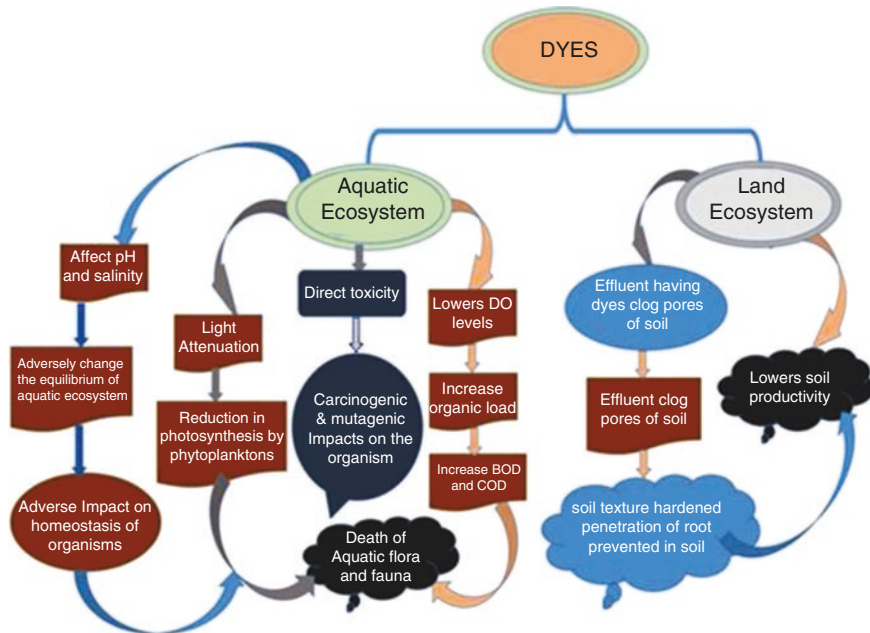 DYES
Aquatic
Ecosystem
Land
Ecosystem
Affect pH
and salinity
Adversely change
the equilibrium of
aquatic ecosystem
Adverse Impact on
homeostasis of
organisms
Light
Attenuation
Reduction in
photosynthesis by
phytoplanktons
Direct toxicity
Carcinogenic
& mutagenic
Impacts on the
organism
Lowers DO
levels
Increase
organic load
Increase BOD
and COD
Death of
Aquatic flora
and fauna
Effluent having
dyes clog pores
of soil
Effluent clog
pores of soil
soil texture hardened
penetration of root
prevented in soil
Lowers soil
productivity